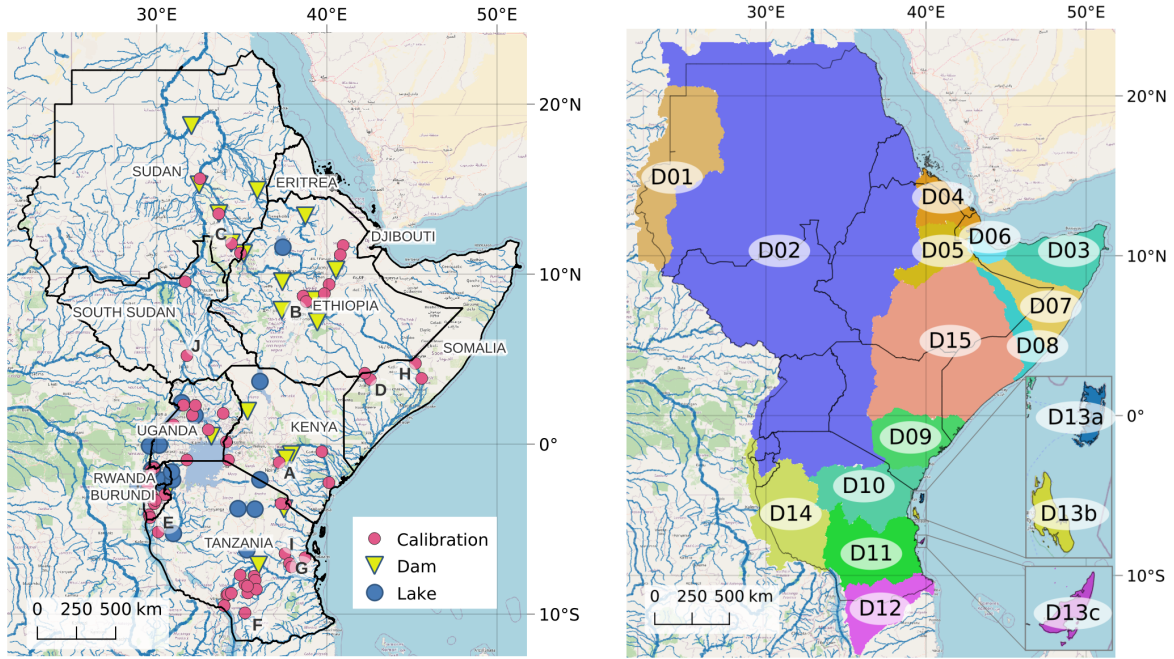 30°E 40°E 50°E
20°N
SUDAN
ERITREA
C
DJIBOUTI
10°N
B ETHIOPIA
SOUTH SUDAN
J
SOMALIA
D H
UGANDA
KENYA
0°
A
RWANDA
BURUNDI
E
TANZANIA
I
G
F
Calibration
Dam
Lake
0 250 500 km
10°S
30°E 40°E 50°E
20°N
D01
D04
D06
D02
D05
D03
10°N
D07
D15
D08
D13a
0°
D09
D10
D14
D13b
D11
10°S
D12
D13c
0 250 500 km